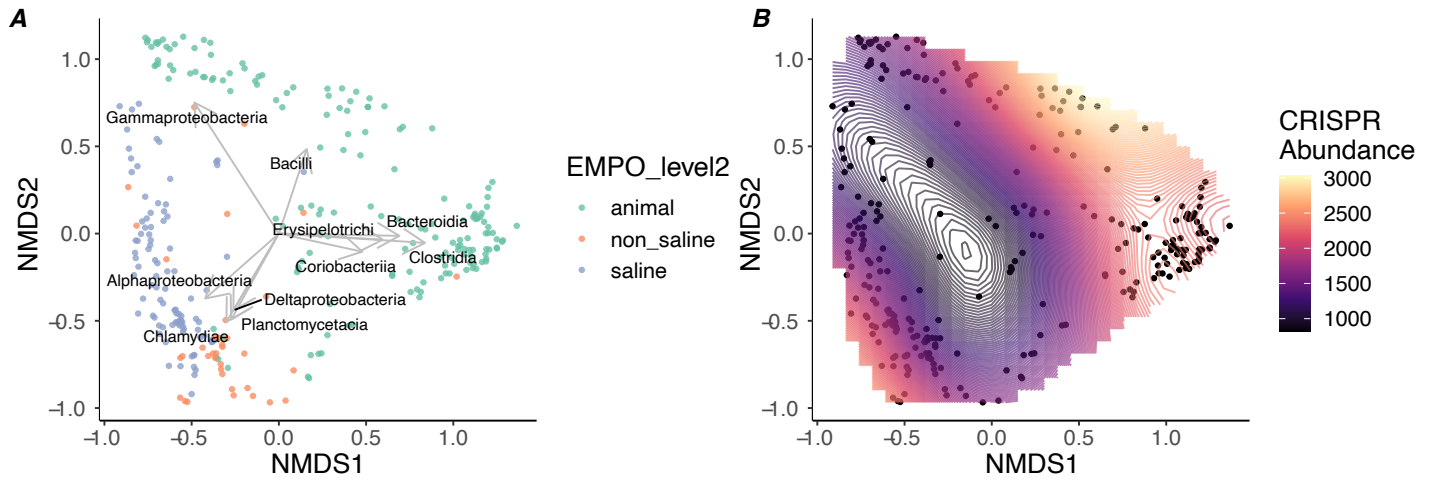 A
NMDS2
1.0
0.5
0.0
−0.5
−1.0
Gammaproteobacteria
Bacilli
Erysipelotrichi
Bacteroidia
Coriobacteriia
Clostridia
Alphaproteobacteria
Deltaproteobacteria
Planctomycetacia
Chlamydiae
−1.0
−0.5
0.0
0.5
1.0
NMDS1
EMPO_level2
animal
non_saline
saline
B
NMDS2
1.0
0.5
0.0
−0.5
−1.0
−1.0
−0.5
0.0
0.5
1.0
NMDS1
CRISPR
Abundance
3000
2500
2000
1500
1000